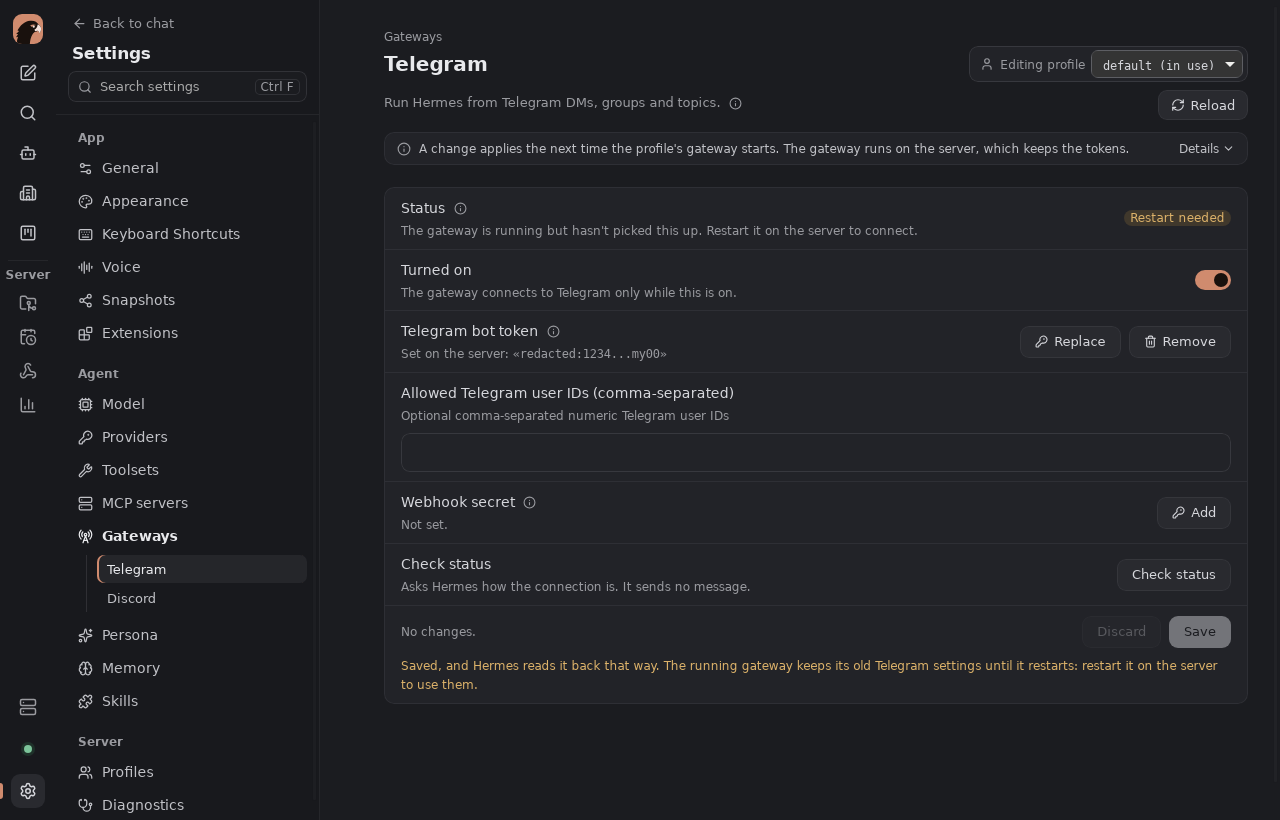 Back to chat
Settings
Search settings
Ctrl F
App
General
Appearance
Keyboard Shortcuts
Voice
Snapshots
Extensions
Agent
Model
Providers
Toolsets
MCP servers
Gateways
Telegram
Discord
Persona
Memory
Skills
Server
Profiles
Diagnostics
Server
Gateways
Telegram
Editing profile
default (in use)
Run Hermes from Telegram DMs, groups and topics.
Reload
A change applies the next time the profile's gateway starts. The gateway runs on the server, which keeps the tokens.
Details
Status
The gateway is running but hasn't picked this up. Restart it on the server to connect.
Restart needed
Turned on
The gateway connects to Telegram only while this is on.
Telegram bot token
Set on the server: «redacted:1234...my00»
Replace
Remove
Allowed Telegram user IDs (comma-separated)
Optional comma-separated numeric Telegram user IDs
Webhook secret
Not set.
Add
Check status
Asks Hermes how the connection is. It sends no message.
Check status
No changes.
Discard
Save
Saved, and Hermes reads it back that way. The running gateway keeps its old Telegram settings until it restarts: restart it on the server
to use them.